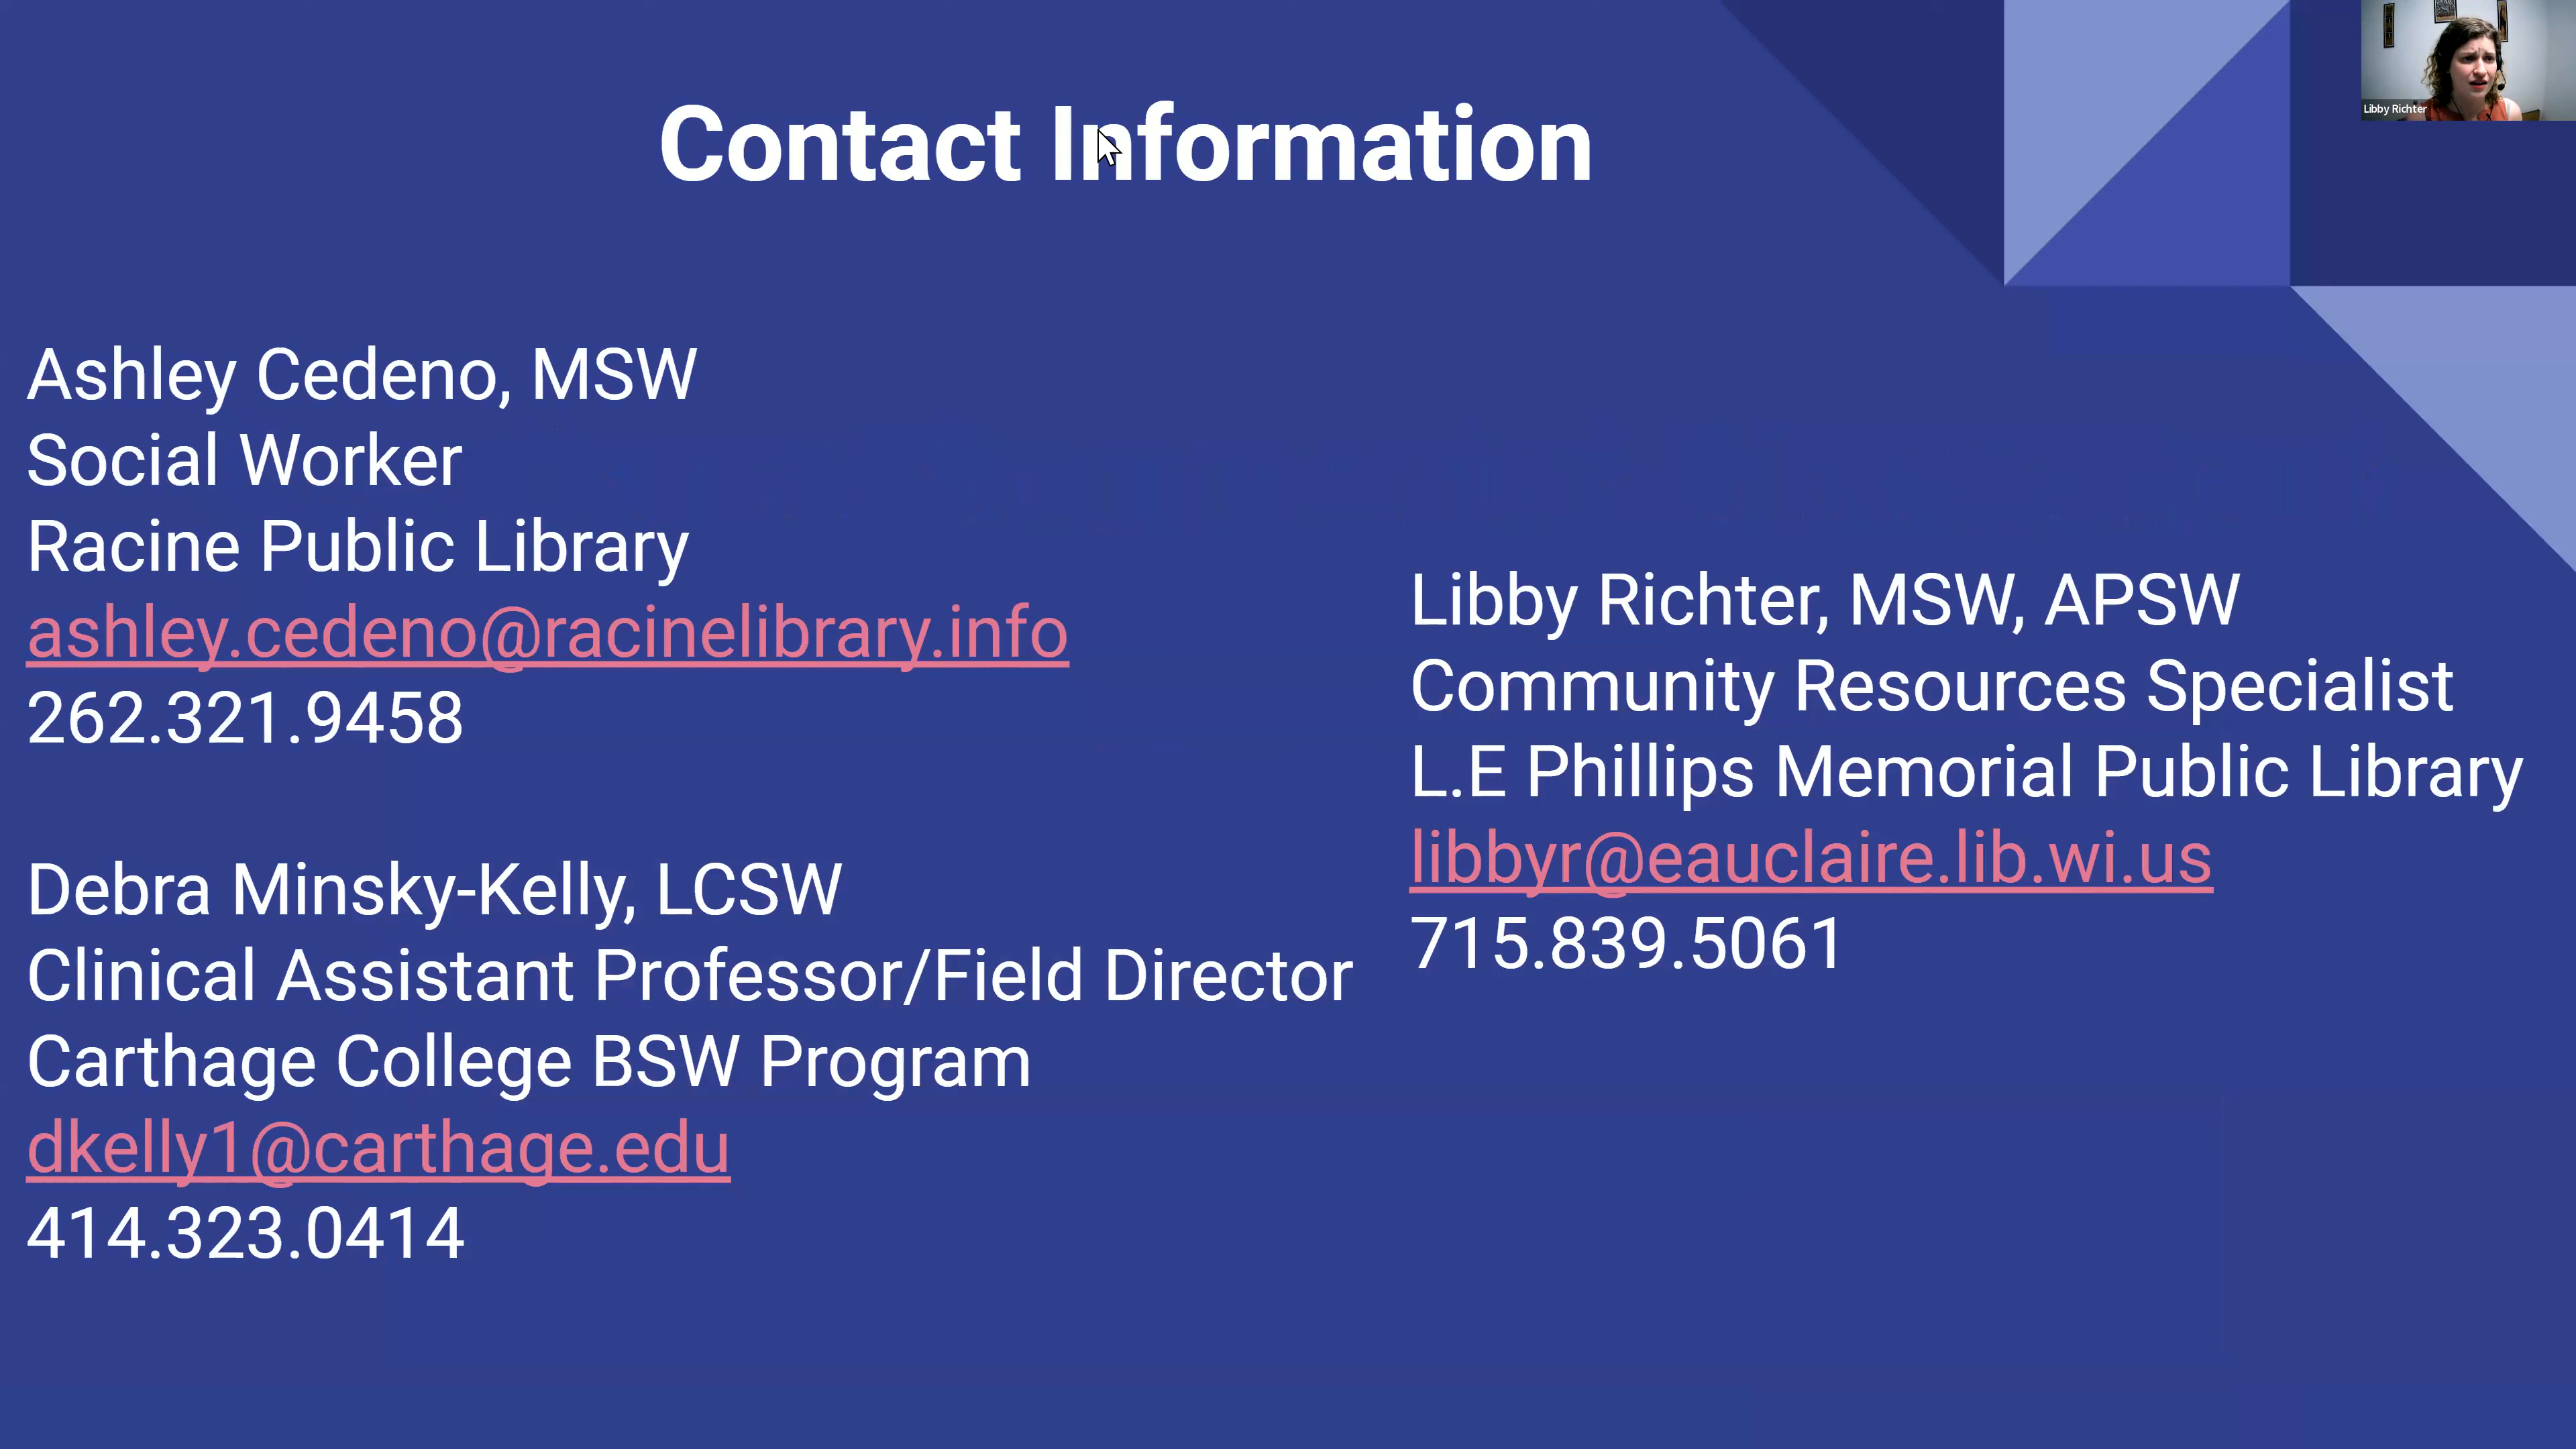 Contact Information
Libby Richter
Ashley Cedeno, MSW
Social Worker
Racine Public Library
ashley.cedeno@racinelibrary.info
262.321.9458
Debra Minsky-Kelly, LCSW
Clinical Assistant Professor/Field Director
Carthage College BSW Program
dkelly1@carthage.edu
414.323.0414
Libby Richter, MSW, APSW
Community Resources Specialist
L.E Phillips Memorial Public Library
libbyr@eauclaire.lib.wi.us
715.839.5061